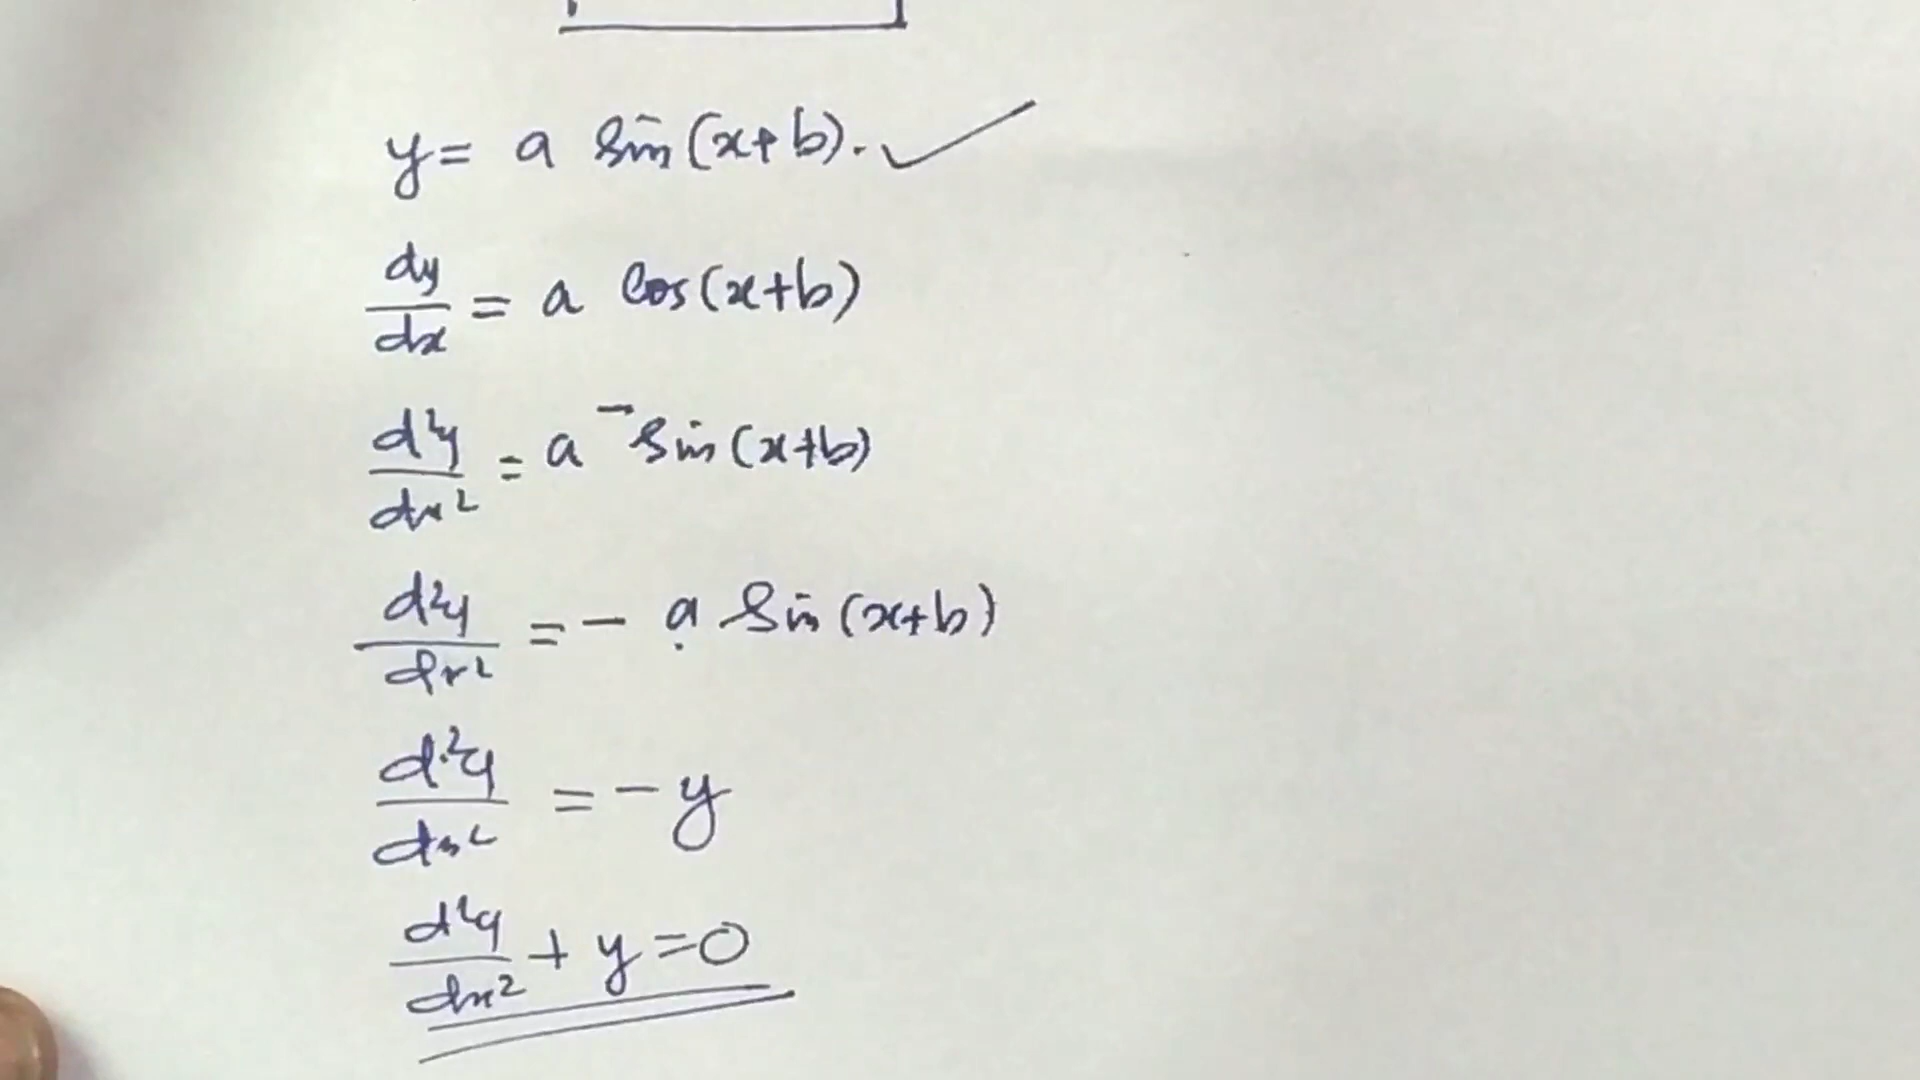 y = a sin(x+b).
dy/dx = a cos(x+b)
d²y/dx² = a -sin(x+b)
d²y/dx² = - a sin(x+b)
d²y/dx² = -y
d²y/dx² + y = 0